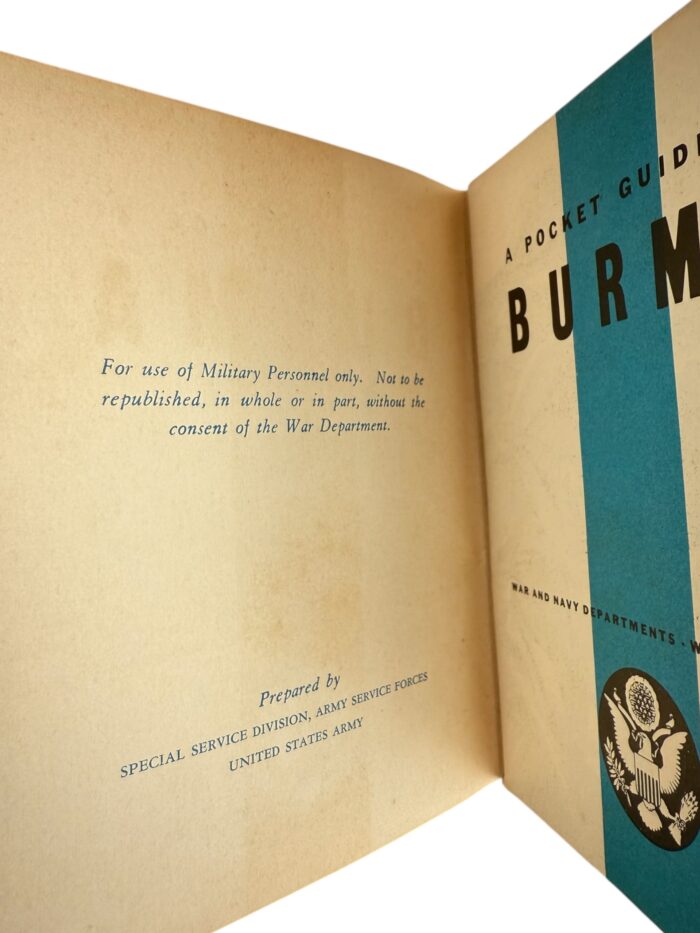 For use of Military Personnel only. Not to be
republished, in whole or in part, without the
consent of the War Department.
Prepared by
SPECIAL SERVICE DIVISION, ARMY SERVICE FORCES
UNITED STATES ARMY
A POCKET GUID
BURM
WAR AND NAVY DEPARTMENTS · W